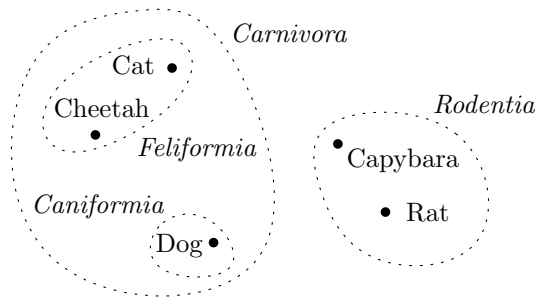 Carnivora
Cat
Cheetah
Feliformia
Caniformia
Dog
Rodentia
Capybara
Rat